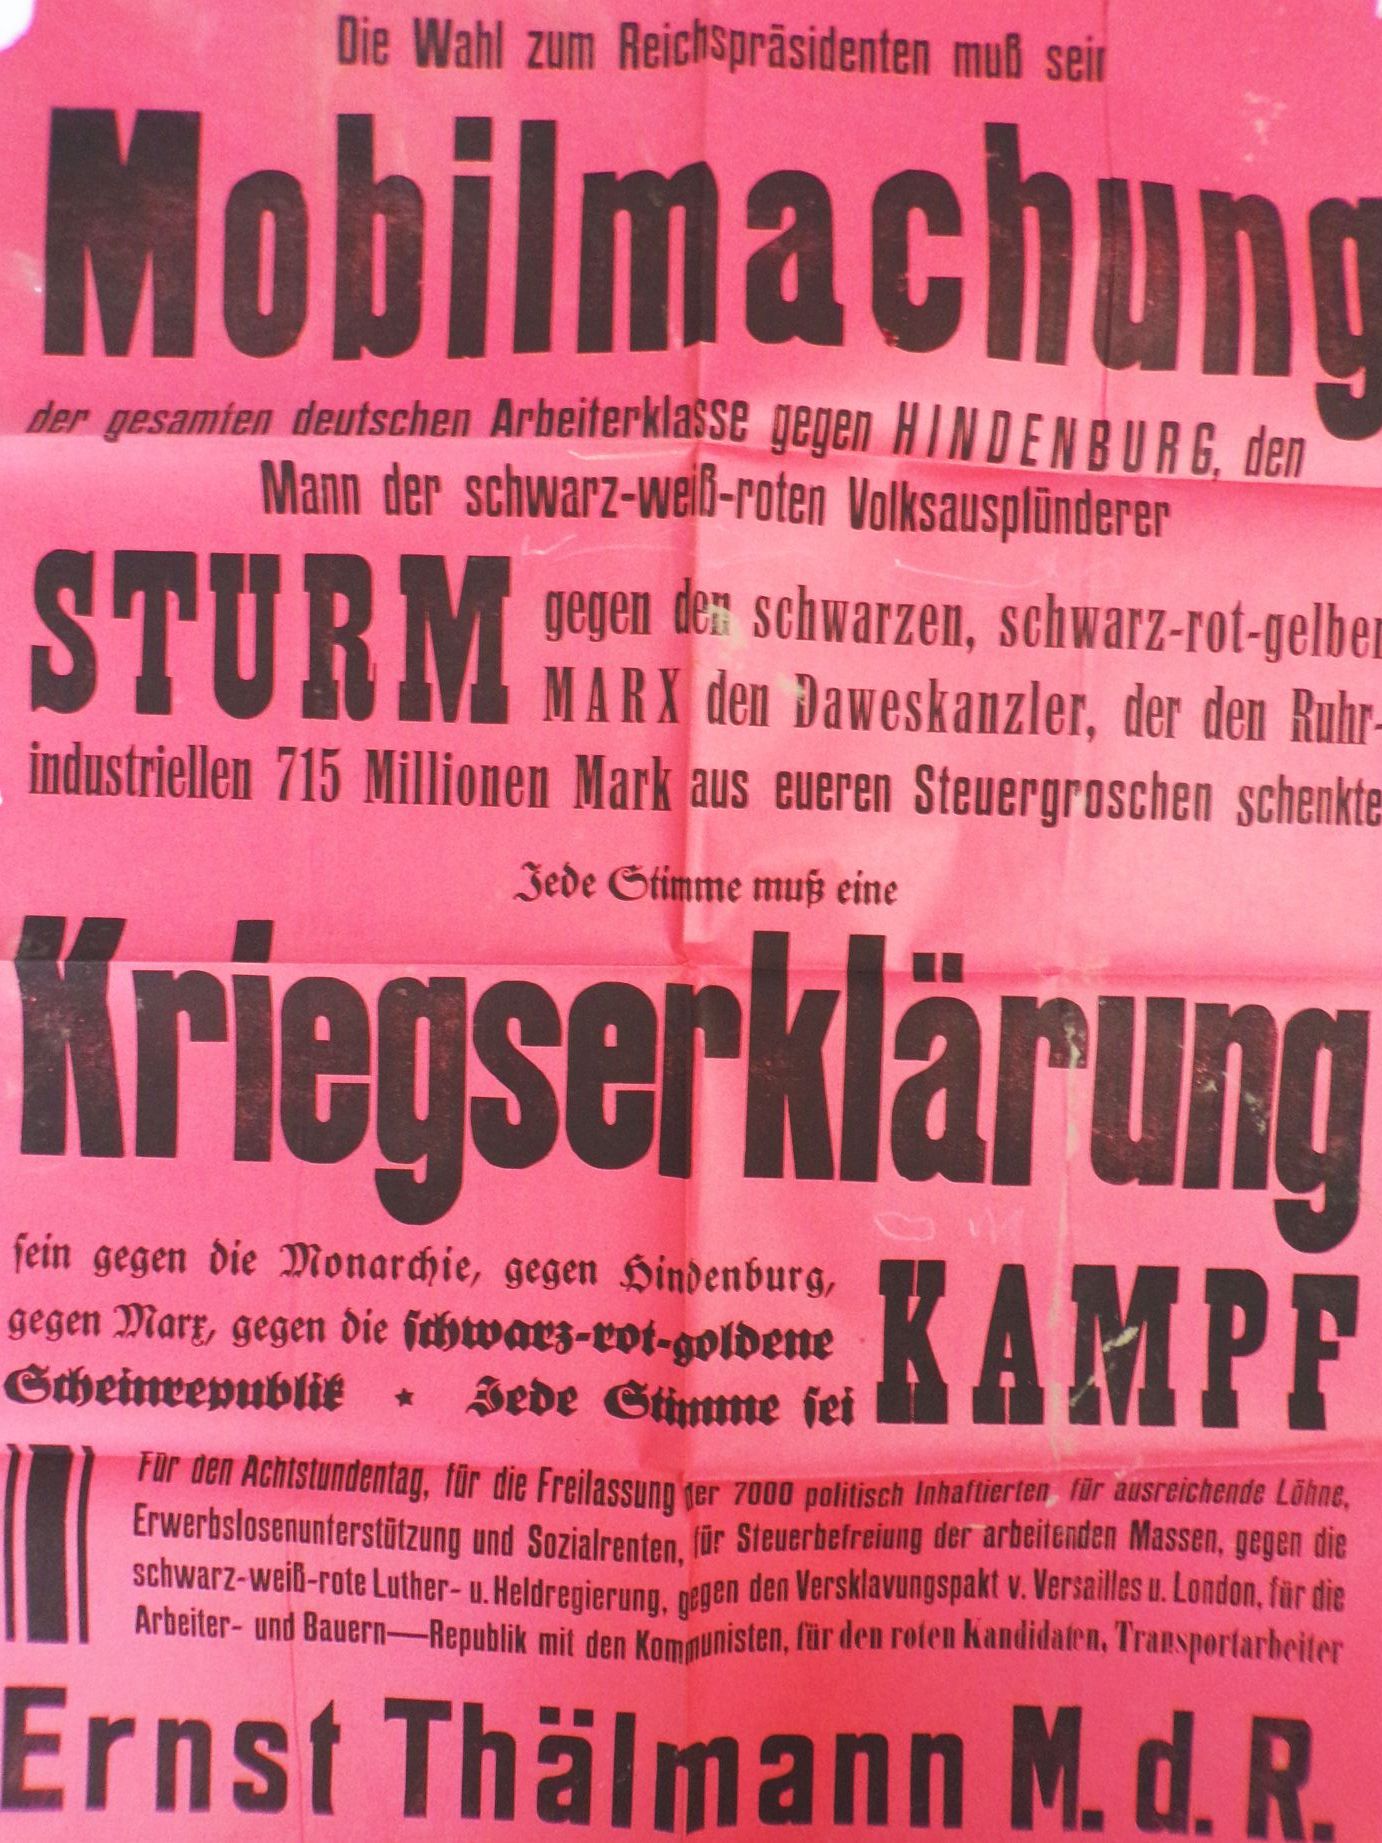 Die Wahl zum Reichspräsidenten muß sein
Mobilmachung
der gesamten deutschen Arbeiterklasse gegen HINDENBURG, den
Mann der schwarz-weiß-roten Volksausplünderer
STURM gegen den schwarzen, schwarz-rot-gelben
MARX den Daweskanzler, der den Ruhr-
industriellen 715 Millionen Mark aus eueren Steuergroschen schenkte
Jede Stimme muß eine
Kriegserklärung
sein gegen die Monarchie, gegen Hindenburg,
gegen Marx, gegen die schwarz-rot-goldene
Scheinrepublik ⋆ Jede Stimme sei KAMPF
Für den Achtstundentag, für die Freilassung der 7000 politisch Inhaftierten, für ausreichende Löhne,
Erwerbslosenunterstützung und Sozialrenten, für Steuerbefreiung der arbeitenden Massen, gegen die
schwarz-weiß-rote Luther- u. Heldregierung, gegen den Versklavungspakt v. Versailles u. London, für die
Arbeiter- und Bauern—Republik mit den Kommunisten, für den roten Kandidaten, Transportarbeiter
Ernst Thälmann M. d. R.